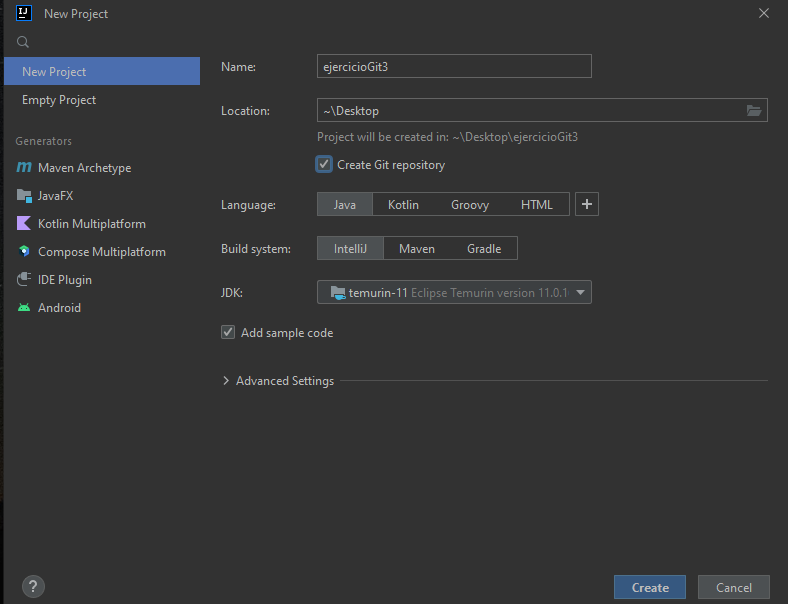 New Project
New Project
Empty Project
Generators
Maven Archetype
JavaFX
Kotlin Multiplatform
Compose Multiplatform
IDE Plugin
Android
Name: ejercicioGit3
Location: ~\Desktop
Project will be created in: ~\Desktop\ejercicioGit3
Create Git repository
Language: Java Kotlin Groovy HTML +
Build system: IntelliJ Maven Gradle
JDK: temurin-11 Eclipse Temurin version 11.0.1
Add sample code
Advanced Settings
? Create Cancel